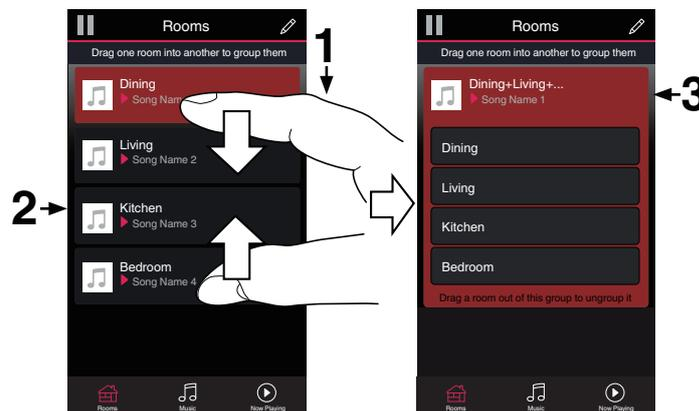 Rooms
Drag one room into another to group them
1
Dining
Song Nam
Living
Song Name 2
2
Kitchen
Song Name 3
Bedroom
Song Name 4
Rooms
Music
Now Playing
Rooms
Drag one room into another to group them
Dining+Living+...
Song Name 1
3
Dining
Living
Kitchen
Bedroom
Drag a room out of this group to ungroup it
Rooms
Music
Now Playing